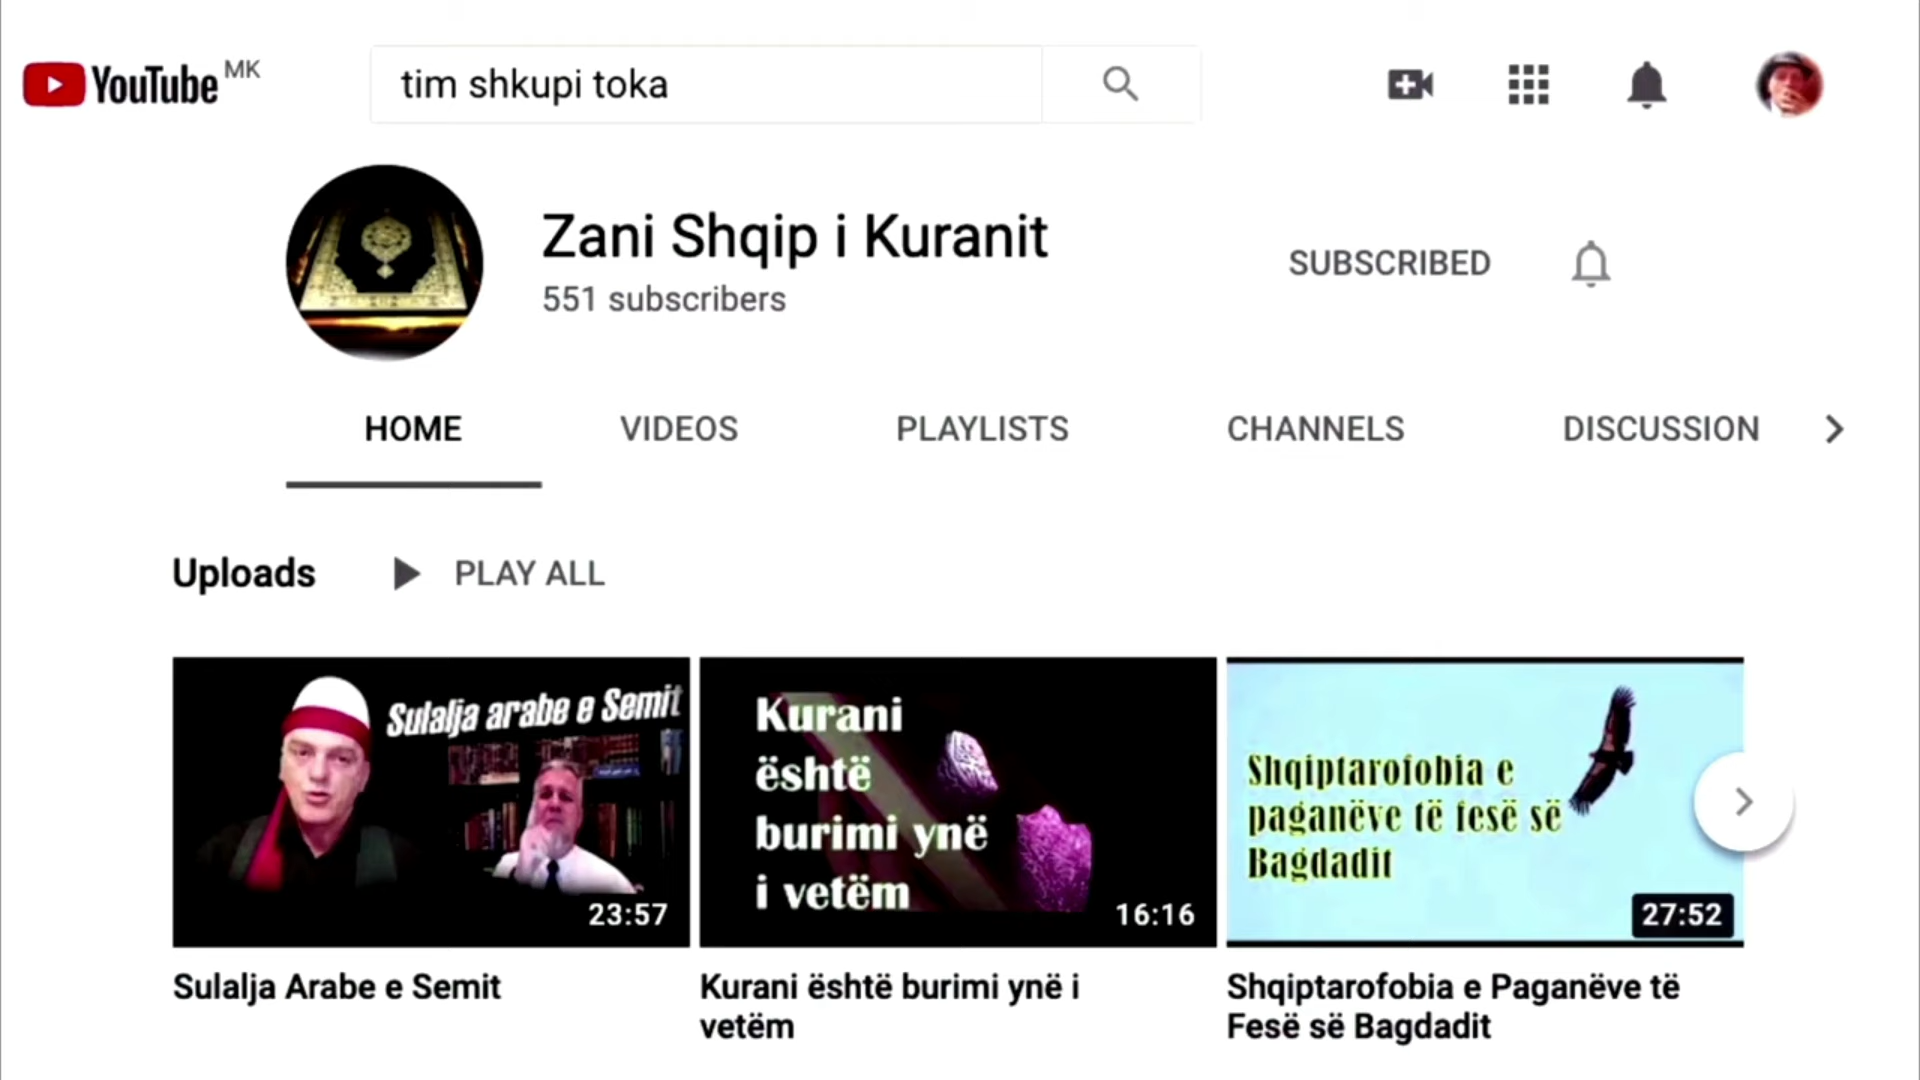 YouTube MK
tim shkupi toka
Zani Shqip i Kuranit
551 subscribers
SUBSCRIBED
HOME
VIDEOS
PLAYLISTS
CHANNELS
DISCUSSION
Uploads
PLAY ALL
Sulalja arabe e Semit
23:57
Kurani
është
burimi ynë
i vetëm
16:16
Shqiptarofobia e
paganëve të fesë së
Bagdadit
27:52
Sulalja Arabe e Semit
Kurani është burimi ynë i
vetëm
Shqiptarofobia e Paganëve të
Fesë së Bagdadit